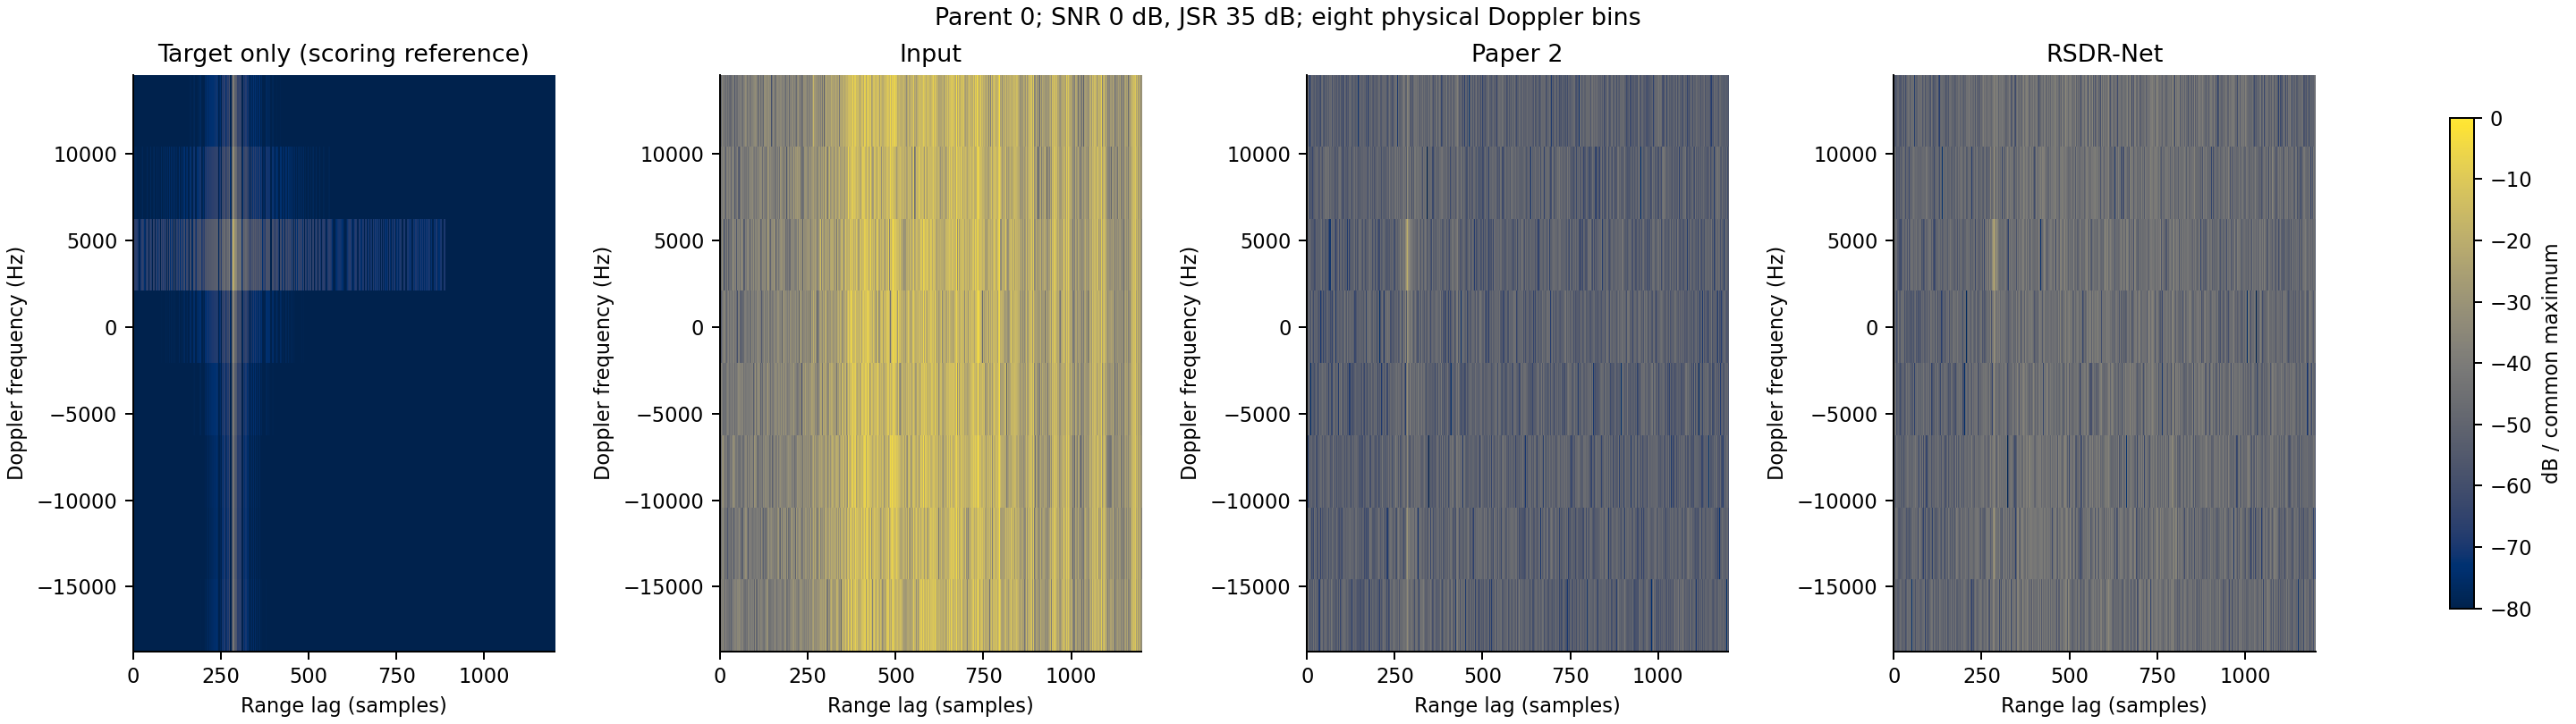 Parent 0; SNR 0 dB, JSR 35 dB; eight physical Doppler bins
Target only (scoring reference)
Doppler frequency (Hz)
10000
5000
0
−5000
−10000
−15000
0 250 500 750 1000
Range lag (samples)
Input
Doppler frequency (Hz)
10000
5000
0
−5000
−10000
−15000
0 250 500 750 1000
Range lag (samples)
Paper 2
Doppler frequency (Hz)
10000
5000
0
−5000
−10000
−15000
0 250 500 750 1000
Range lag (samples)
RSDR-Net
Doppler frequency (Hz)
10000
5000
0
−5000
−10000
−15000
0 250 500 750 1000
Range lag (samples)
0
−10
−20
−30
−40
−50
−60
−70
−80
dB / common maximum